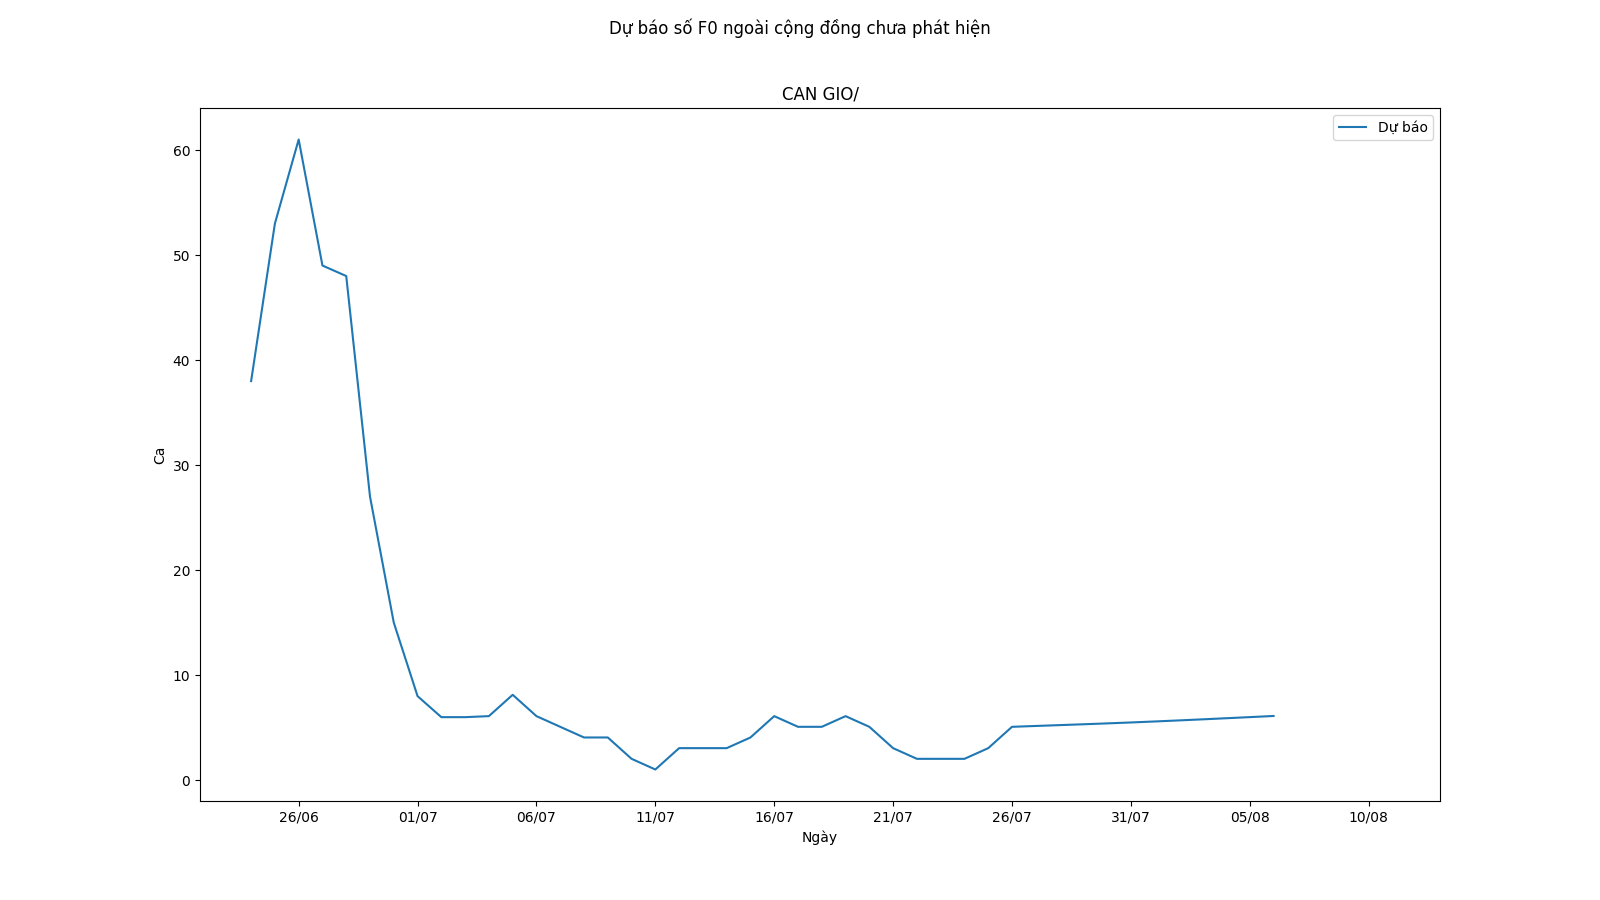 Dự báo số F0 ngoài cộng đồng chưa phát hiện
CAN GIO/
Dự báo
60
50
40
30
20
10
0
Ca
26/06 01/07 06/07 11/07 16/07 21/07 26/07 31/07 05/08 10/08
Ngày